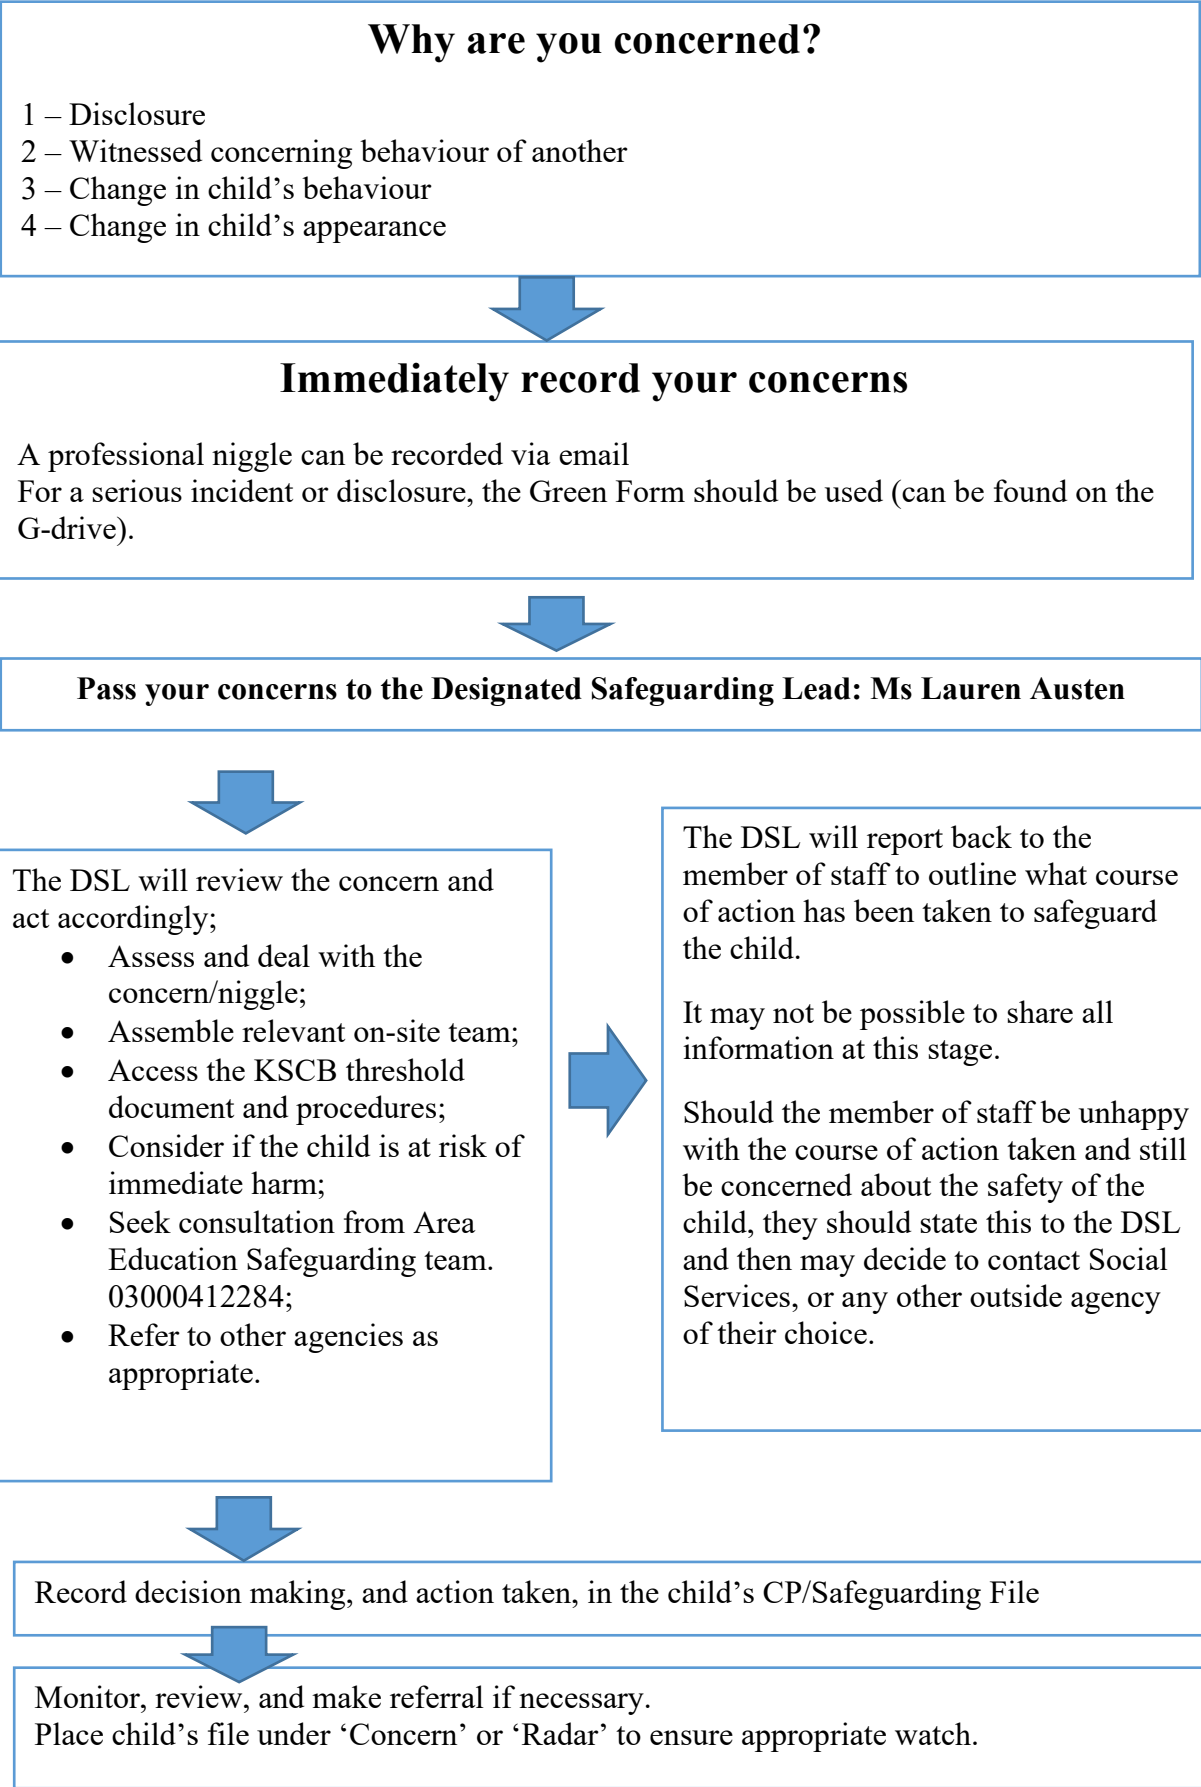 Why are you concerned?
1 – Disclosure
2 – Witnessed concerning behaviour of another
3 – Change in child’s behaviour
4 – Change in child’s appearance
Immediately record your concerns
A professional niggle can be recorded via email
For a serious incident or disclosure, the Green Form should be used (can be found on the
G-drive).
Pass your concerns to the Designated Safeguarding Lead: Ms Lauren Austen
The DSL will review the concern and
act accordingly;
• Assess and deal with the
concern/niggle;
• Assemble relevant on-site team;
• Access the KSCB threshold
document and procedures;
• Consider if the child is at risk of
immediate harm;
• Seek consultation from Area
Education Safeguarding team.
03000412284;
• Refer to other agencies as
appropriate.
The DSL will report back to the
member of staff to outline what course
of action has been taken to safeguard
the child.
It may not be possible to share all
information at this stage.
Should the member of staff be unhappy
with the course of action taken and still
be concerned about the safety of the
child, they should state this to the DSL
and then may decide to contact Social
Services, or any other outside agency
of their choice.
Record decision making, and action taken, in the child’s CP/Safeguarding File
Monitor, review, and make referral if necessary.
Place child’s file under ‘Concern’ or ‘Radar’ to ensure appropriate watch.